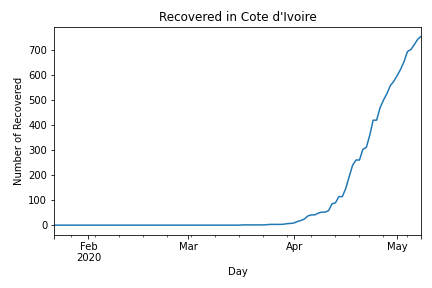 Recovered in Cote d'Ivoire
Number of Recovered
700
600
500
400
300
200
100
0
Feb
2020
Mar
Apr
May
Day